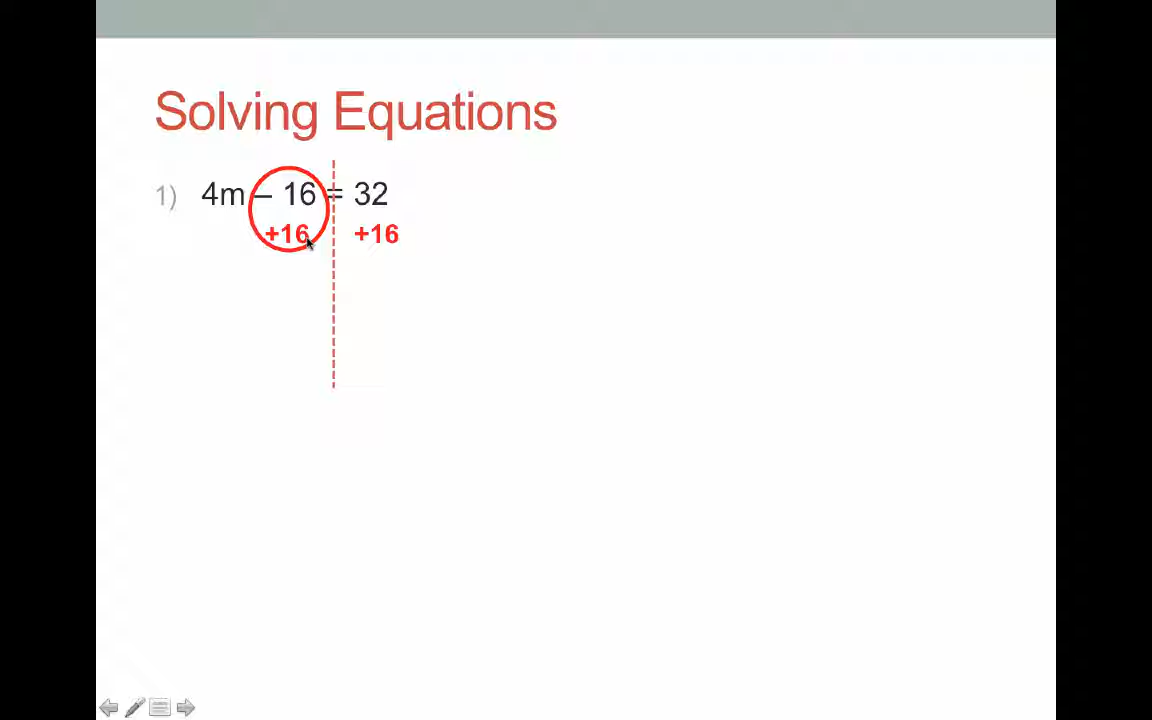 Solving Equations
1) 4m – 16 = 32
+16 +16